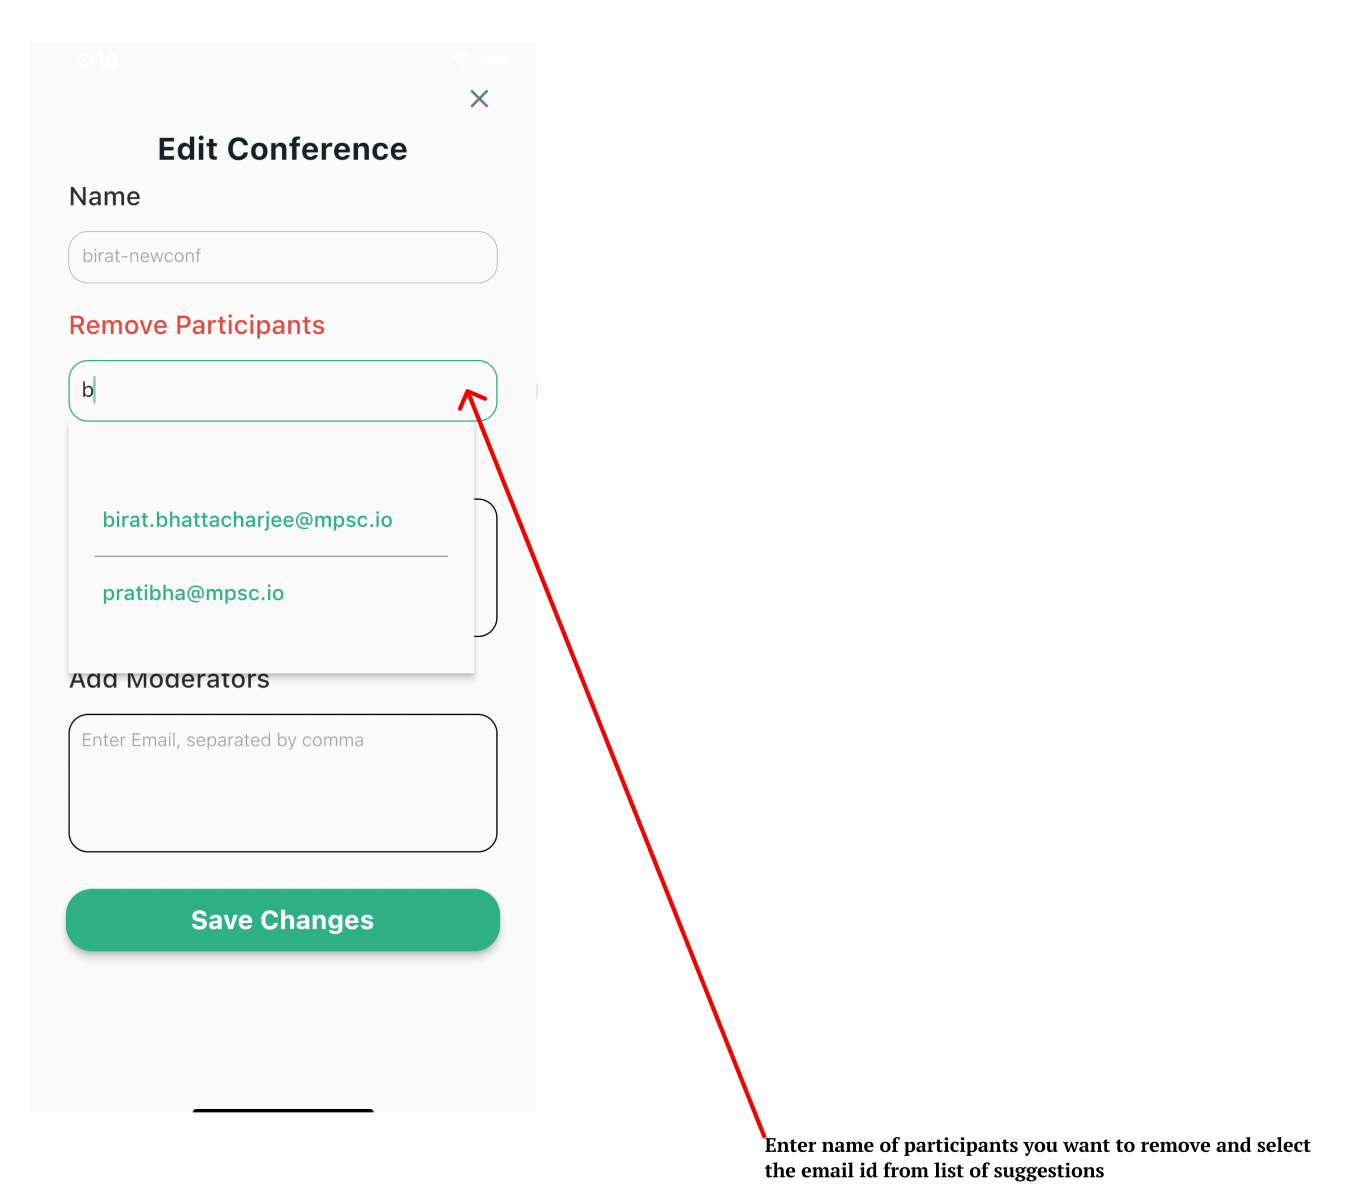 6:16
Edit Conference
Name
birat-newconf
Remove Participants
b
birat.bhattacharjee@mpsc.io
pratibha@mpsc.io
Add Moderators
Enter Email, separated by comma
Save Changes
Enter name of participants you want to remove and select
the email id from list of suggestions